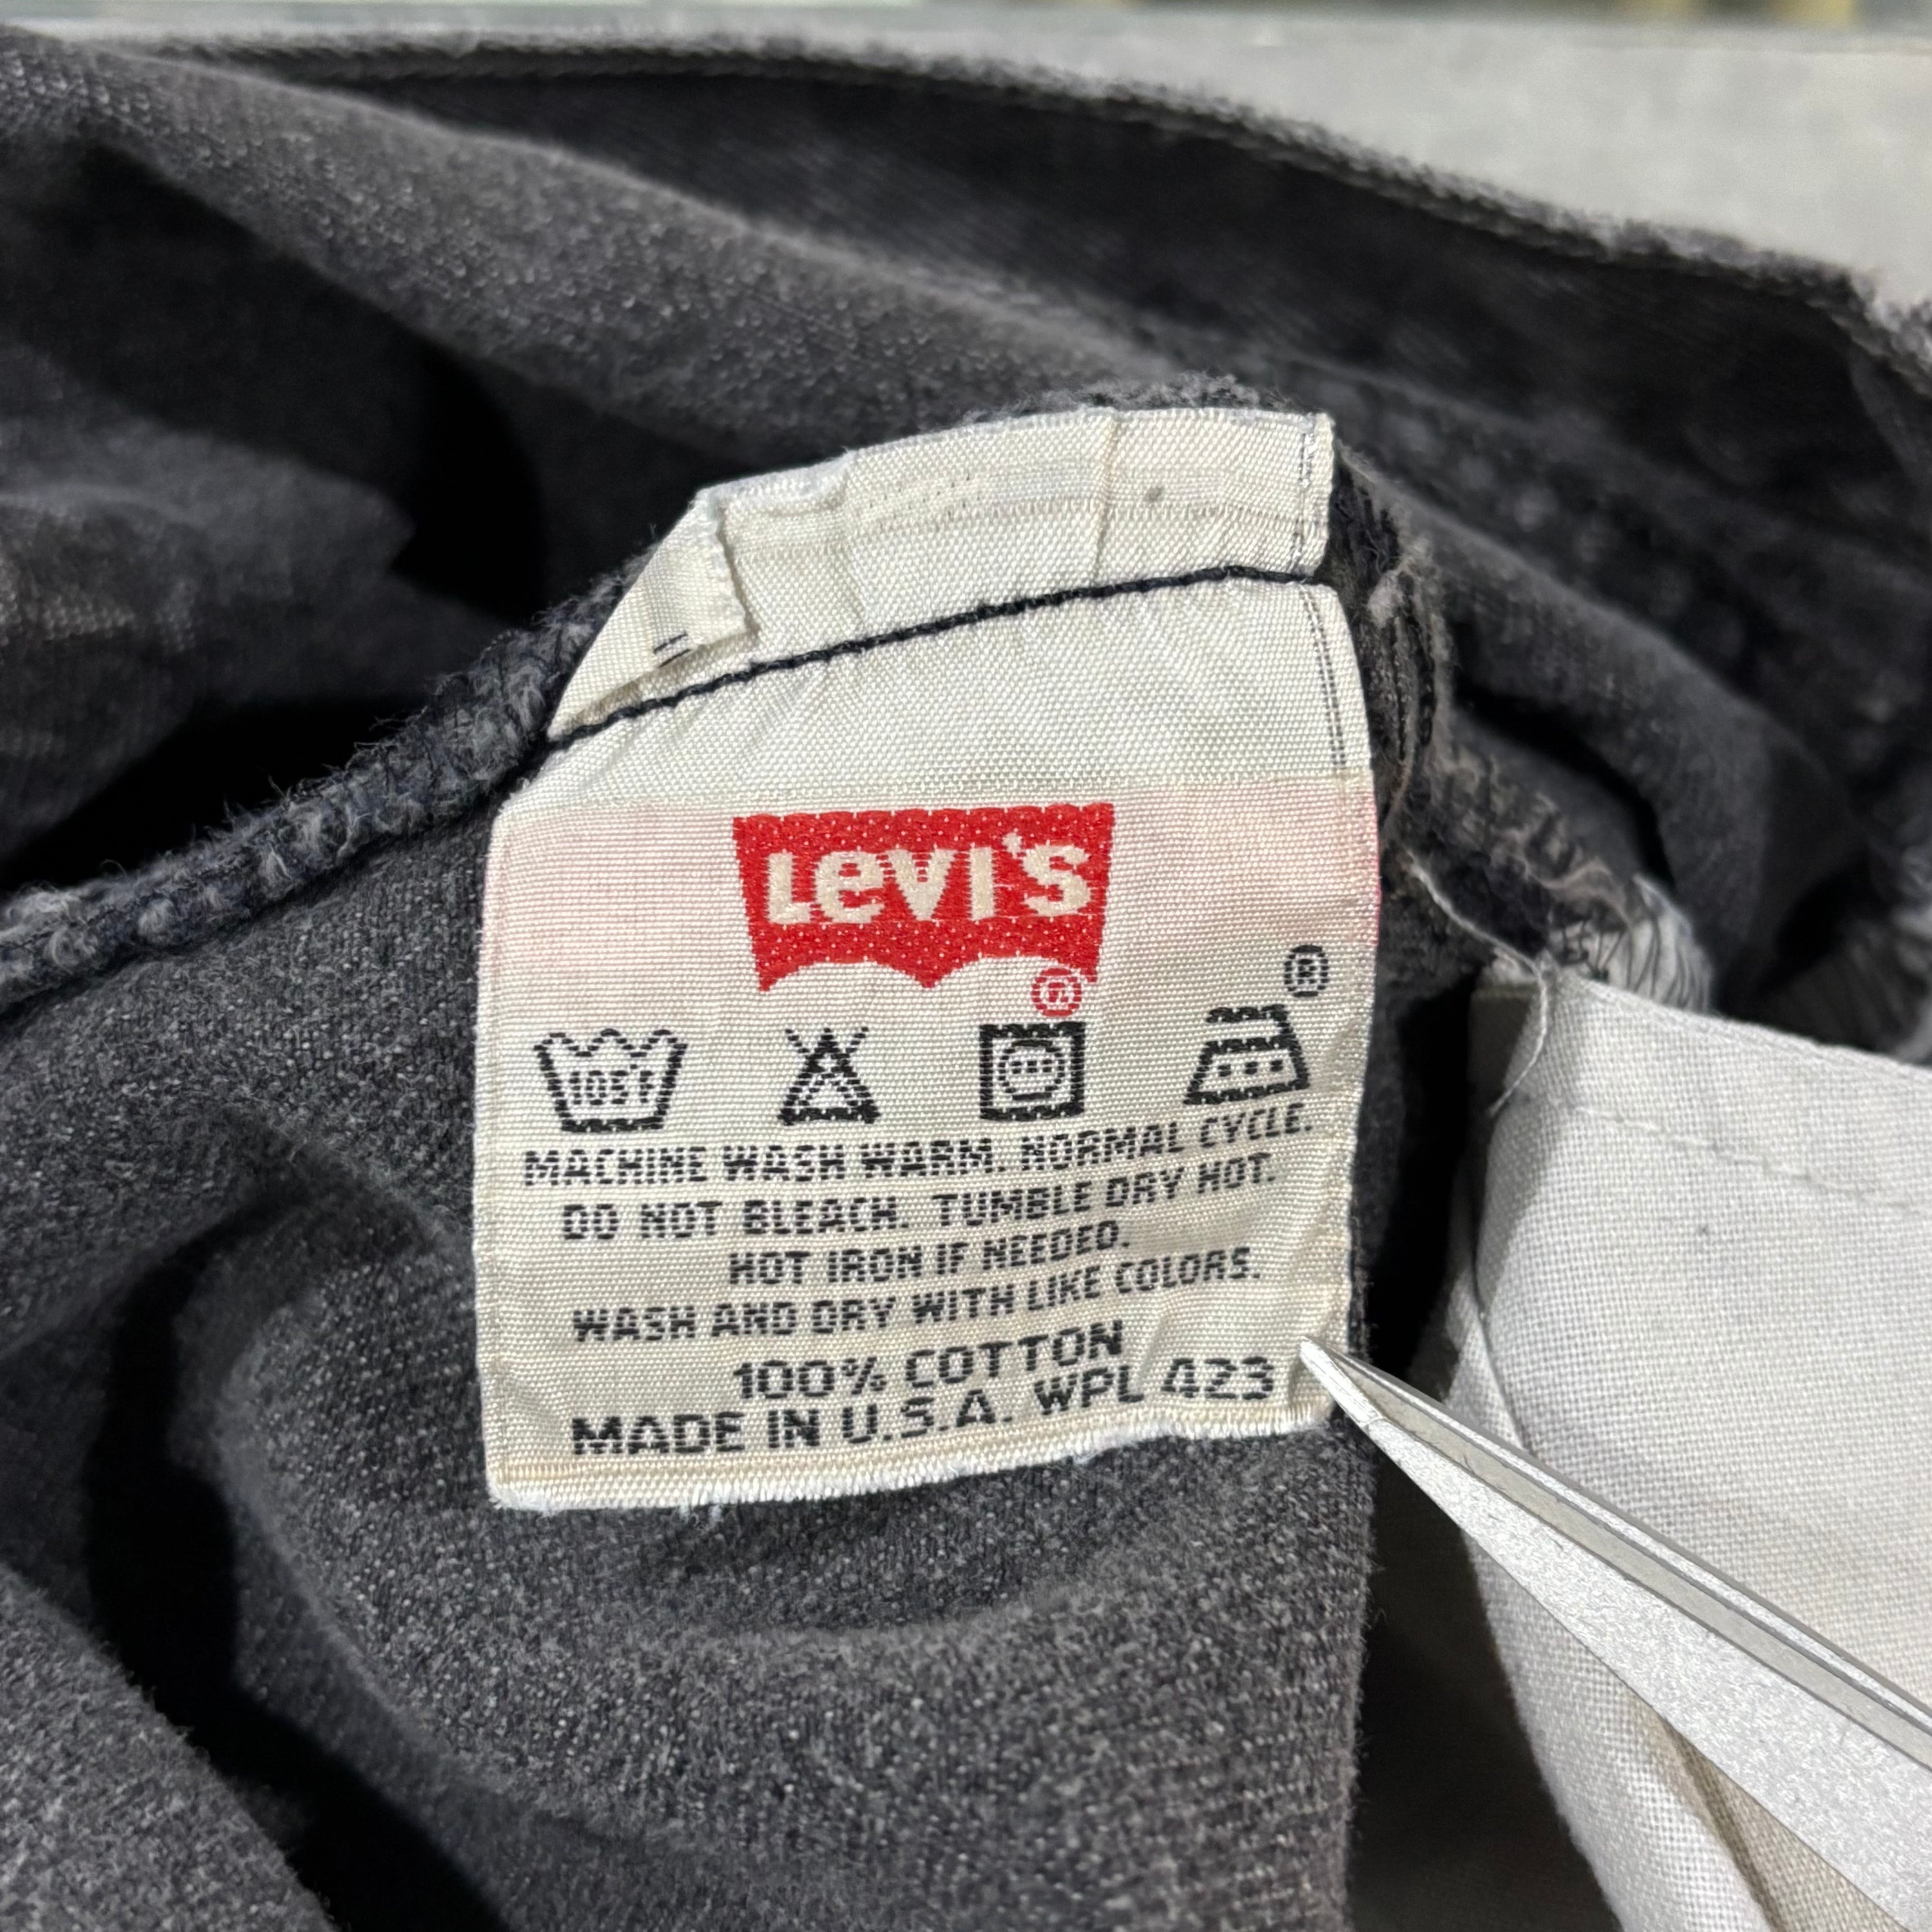 LEVI'S
®
®
105°F
MACHINE WASH WARM. NORMAL CYCLE.
DO NOT BLEACH. TUMBLE DRY HOT.
HOT IRON IF NEEDED.
WASH AND DRY WITH LIKE COLORS.
100% COTTON
MADE IN U.S.A. WPL 423